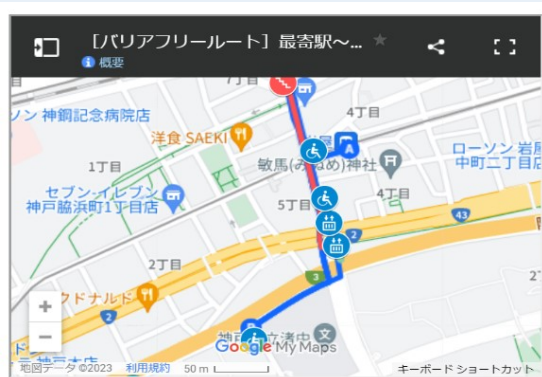 [バリアフリールート] 最寄駅～...
概要
7丁目
4丁目
ソン 神鋼記念病院店
洋食 SAEKI
1丁目
敏馬(みぬめ)神社
ローソン 岩屋
中町二丁目店
セブン-イレブン
神戸脇浜町1丁目店
5丁目
4丁目
43
2
2丁目
3
2
クドナルド
Google My Maps
地図データ ©2023 利用規約 50 m キーボード ショートカット